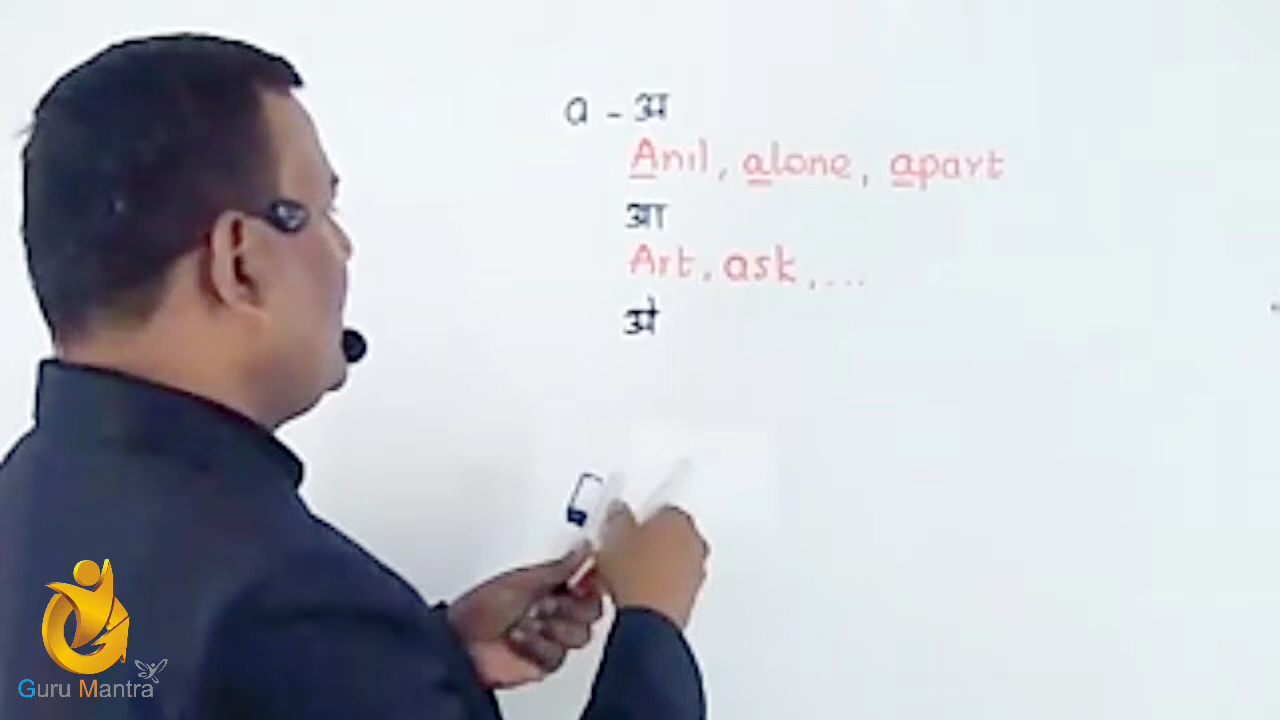 a - अ
Anil, alone, apart
आ
Art, ask, ...
अे
Guru Mantra